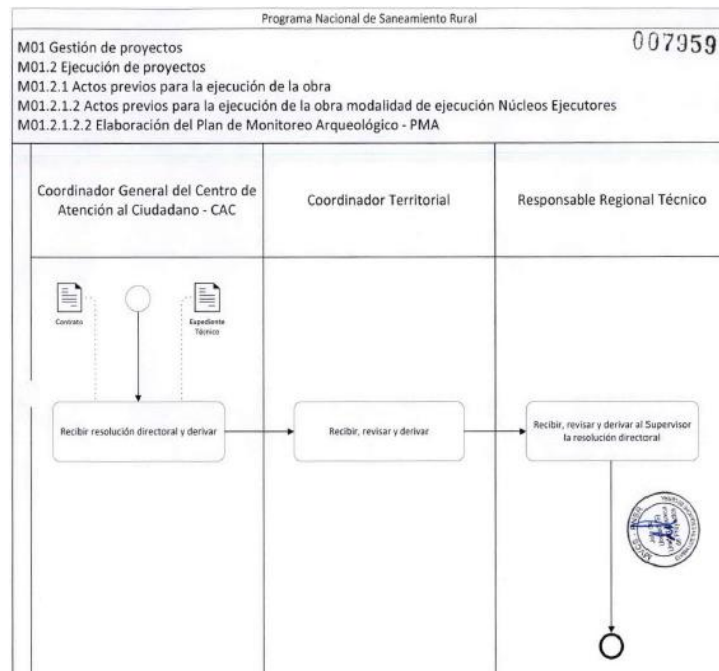 Programa Nacional de Saneamiento Rural
007959
M01 Gestión de proyectos
M01.2 Ejecución de proyectos
M01.2.1 Actos previos para la ejecución de la obra
M01.2.1.2 Actos previos para la ejecución de la obra modalidad de ejecución Núcleos Ejecutores
M01.2.1.2.2 Elaboración del Plan de Monitoreo Arqueológico - PMA
Coordinador General del Centro de
Atención al Ciudadano - CAC
Coordinador Territorial
Responsable Regional Técnico
Contrato
Expediente
Técnico
Recibir resolución directoral y derivar
Recibir, revisar y derivar
Recibir, revisar y derivar al Supervisor
la resolución directoral